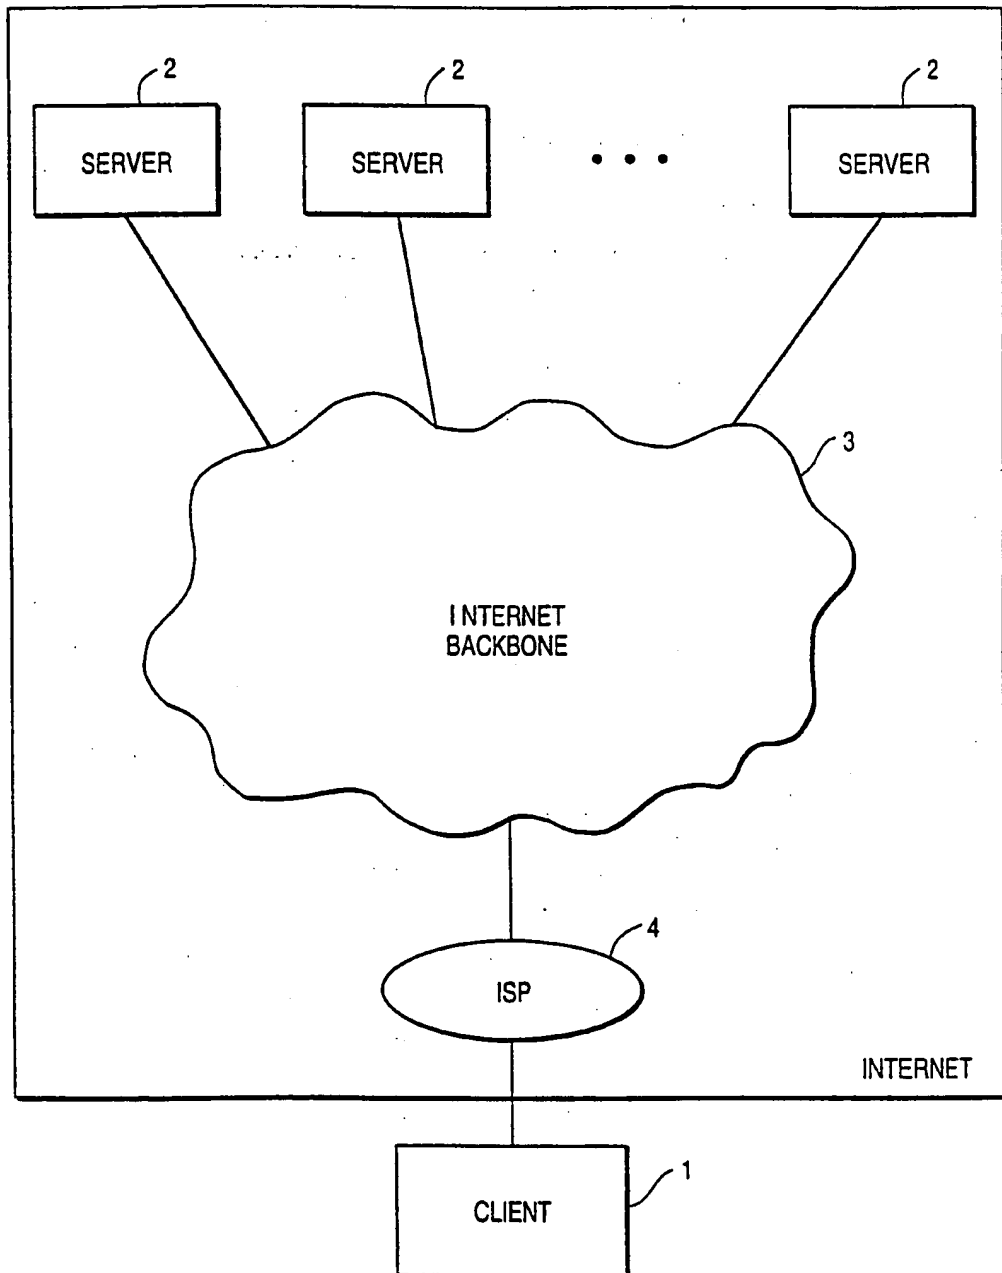 2 2 2
SERVER SERVER • • • SERVER
3
INTERNET
BACKBONE
4
ISP
INTERNET
1
CLIENT